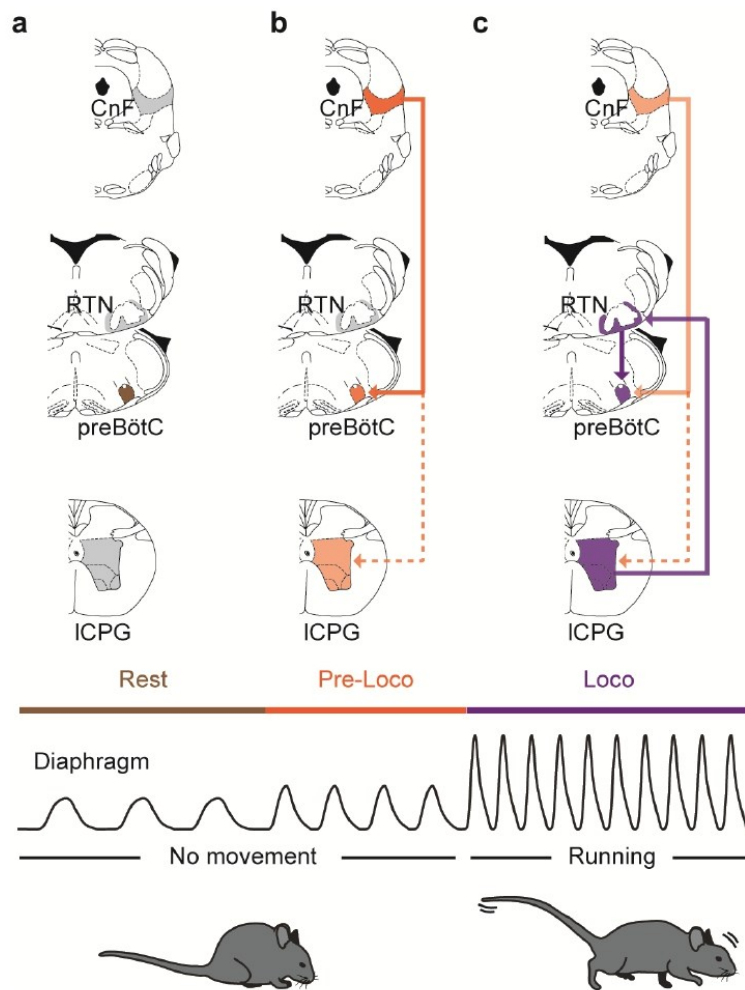 a b c
CnF CnF CnF
RTN RTN RTN
preBötC preBötC preBötC
lCPG lCPG lCPG
Rest Pre-Loco Loco
Diaphragm
No movement Running